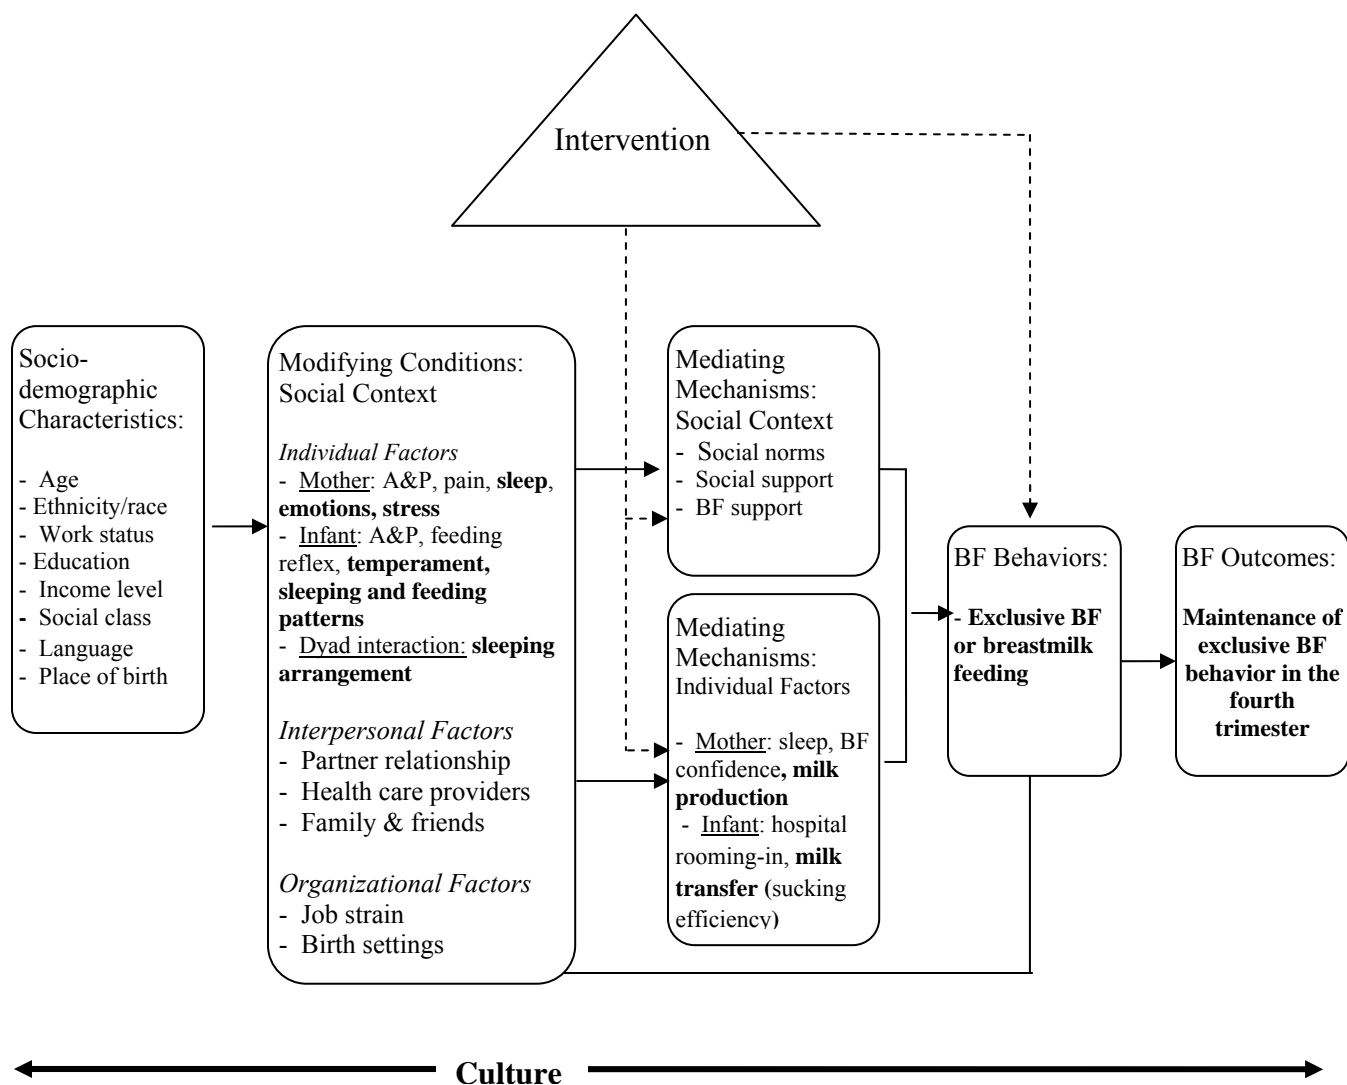 Intervention
Socio-
demographic
Characteristics:
- Age
- Ethnicity/race
- Work status
- Education
- Income level
- Social class
- Language
- Place of birth
Modifying Conditions:
Social Context
Individual Factors
- Mother: A&P, pain, sleep,
emotions, stress
- Infant: A&P, feeding
reflex, temperament,
sleeping and feeding
patterns
- Dyad interaction: sleeping
arrangement
Interpersonal Factors
- Partner relationship
- Health care providers
- Family & friends
Organizational Factors
- Job strain
- Birth settings
Mediating
Mechanisms:
Social Context
- Social norms
- Social support
- BF support
Mediating
Mechanisms:
Individual Factors
- Mother: sleep, BF
confidence, milk
production
- Infant: hospital
rooming-in, milk
transfer (sucking
efficiency)
BF Behaviors:
- Exclusive BF
or breastmilk
feeding
BF Outcomes:
Maintenance of
exclusive BF
behavior in the
fourth
trimester
Culture